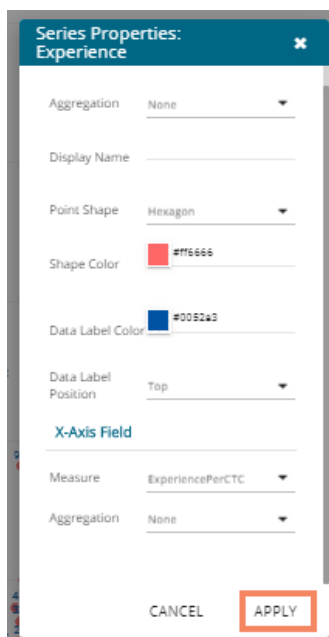 Series Properties:
Experience
Aggregation None
Display Name
Point Shape Hexagon
Shape Color #ff6666
Data Label Color #0052a3
Data Label
Position Top
X-Axis Field
Measure ExperiencePerCTC
Aggregation None
CANCEL APPLY